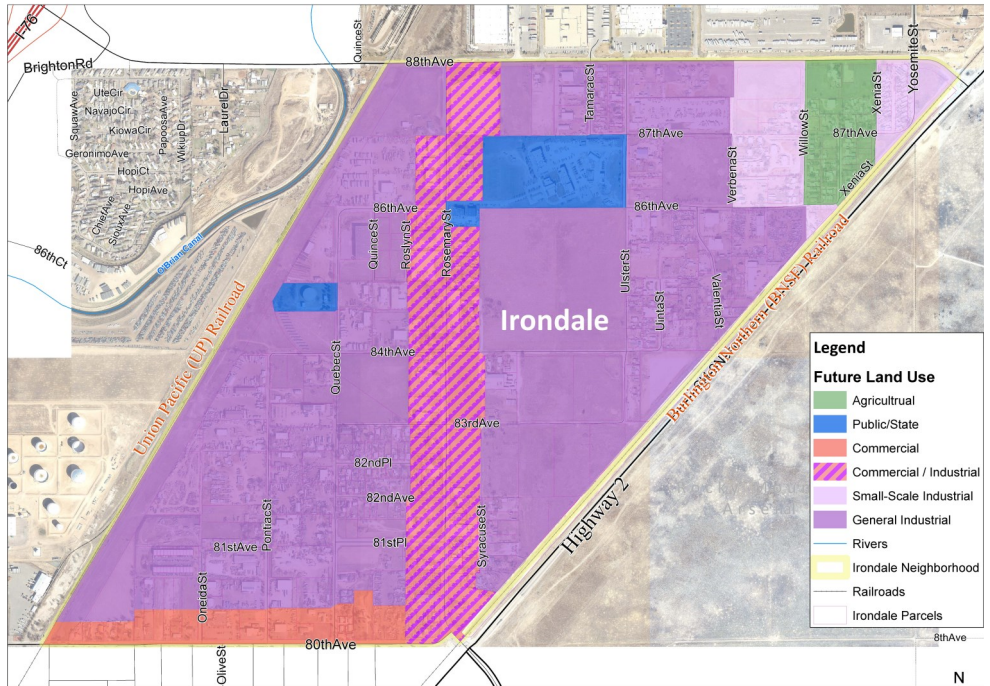 I-76
BrightonRd
QuinceSt
88thAve
TamaracSt
YosemiteSt
UteCir
NavajoCir
KiowaCir
SquawAve
PapoosaAve
WikiupDr
LaurelDr
GeronimoAve
HopiCt
HopiAve
ChiefAve
SiouxAve
86thCt
O'Brian Canal
87thAve
87thAve
WillowSt
XeniaSt
XeniaSt
VerbenaSt
86thAve
86thAve
QuinceSt
RoslynSt
RosemarySt
UlsterSt
UintaSt
ValentiaSt
Irondale
Union Pacific (UP) Railroad
Burlington Northern (BNSF) Railroad
84thAve
QuebecSt
83rdAve
82ndPl
82ndAve
81stPl
81stAve
PontiacSt
OneidaSt
SyracuseSt
Highway 2
80thAve
OliveSt
8thAve
Legend
Future Land Use
Agricultrual
Public/State
Commercial
Commercial / Industrial
Small-Scale Industrial
General Industrial
Rivers
Irondale Neighborhood
Railroads
Irondale Parcels
N